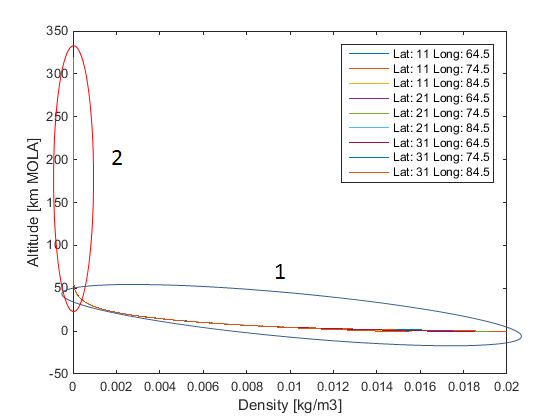 350
300
250
200
150
100
50
0
-50
Altitude [km MOLA]
2
1
Lat: 11 Long: 64.5
Lat: 11 Long: 74.5
Lat: 11 Long: 84.5
Lat: 21 Long: 64.5
Lat: 21 Long: 74.5
Lat: 21 Long: 84.5
Lat: 31 Long: 64.5
Lat: 31 Long: 74.5
Lat: 31 Long: 84.5
0 0.002 0.004 0.006 0.008 0.01 0.012 0.014 0.016 0.018 0.02
Density [kg/m3]